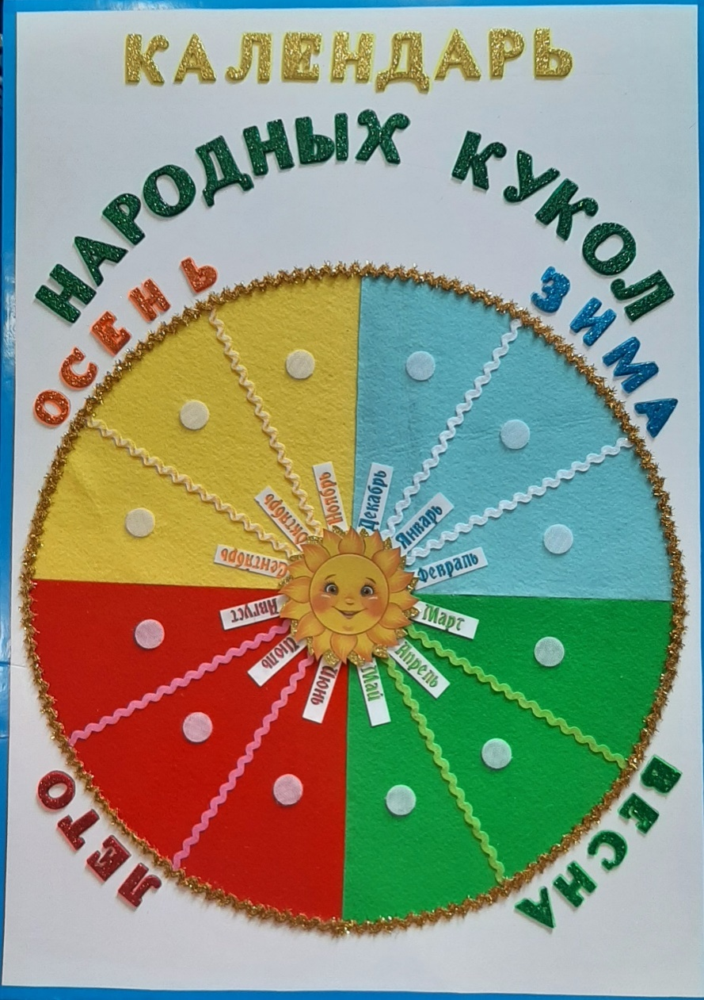 КАЛЕНДАРЬ
НАРОДНЫХ КУКОЛ
ОСЕНЬ
ЗИМА
Ноябрь
Декабрь
Октябрь
Январь
Сентябрь
Февраль
Август
Март
Июль
Апрель
Июнь
Май
ЛЕТО
ВЕСНА